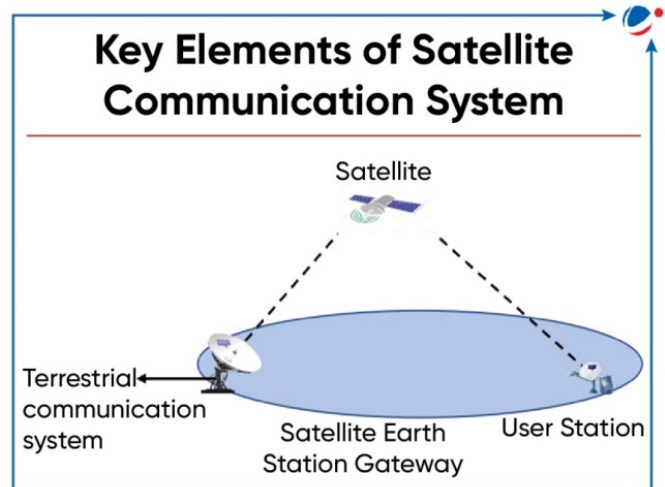 Key Elements of Satellite
Communication System
Satellite
Terrestrial
communication
system
Satellite Earth
Station Gateway
User Station